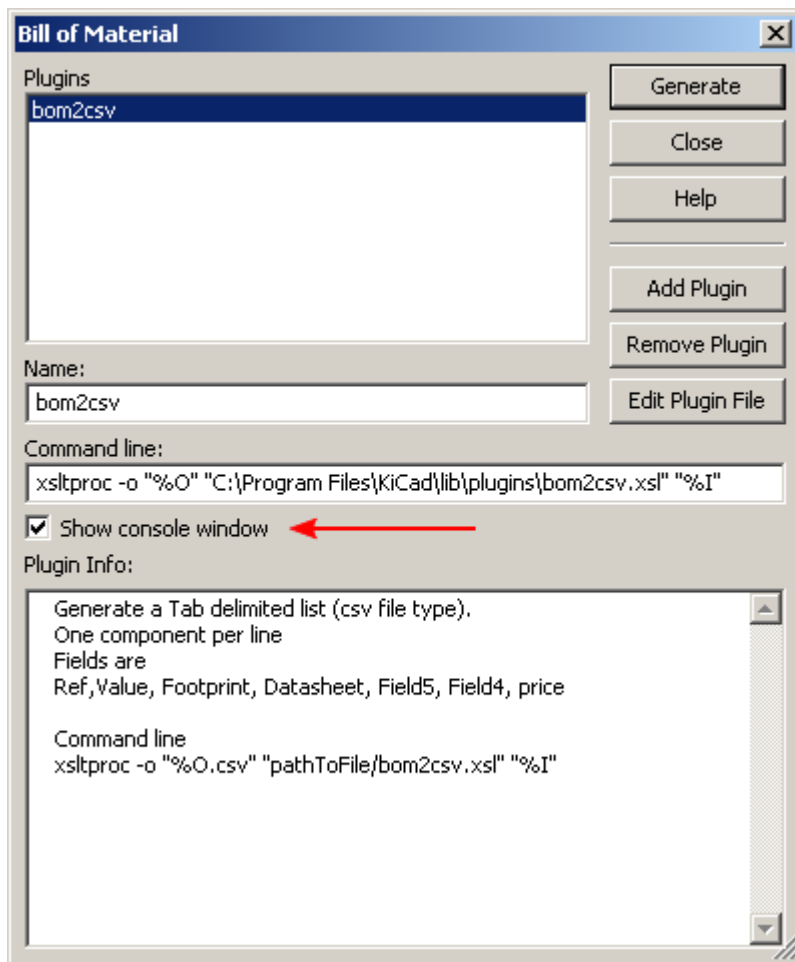 Bill of Material
Plugins
bom2csv
Generate
Close
Help
Add Plugin
Remove Plugin
Edit Plugin File
Name:
bom2csv
Command line:
xsltproc -o "%O" "C:\Program Files\KiCad\lib\plugins\bom2csv.xsl" "%I"
Show console window
Plugin Info:
Generate a Tab delimited list (csv file type).
One component per line
Fields are
Ref,Value, Footprint, Datasheet, Field5, Field4, price
Command line
xsltproc -o "%O.csv" "pathToFile/bom2csv.xsl" "%I"